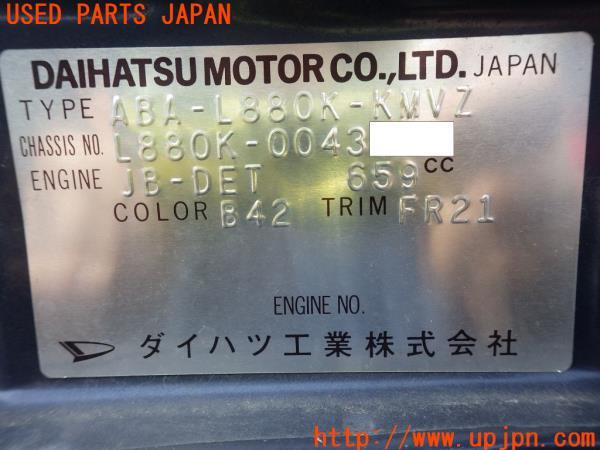 USED PARTS JAPAN
DAIHATSU MOTOR CO.,LTD. JAPAN
TYPE ABA-L880K-KMVZ
CHASSIS NO. L880K-0043
ENGINE JB-DET 659 CC
COLOR B42 TRIM FR21
ENGINE NO.
ダイハツ工業株式会社
http://www.upjpn.com